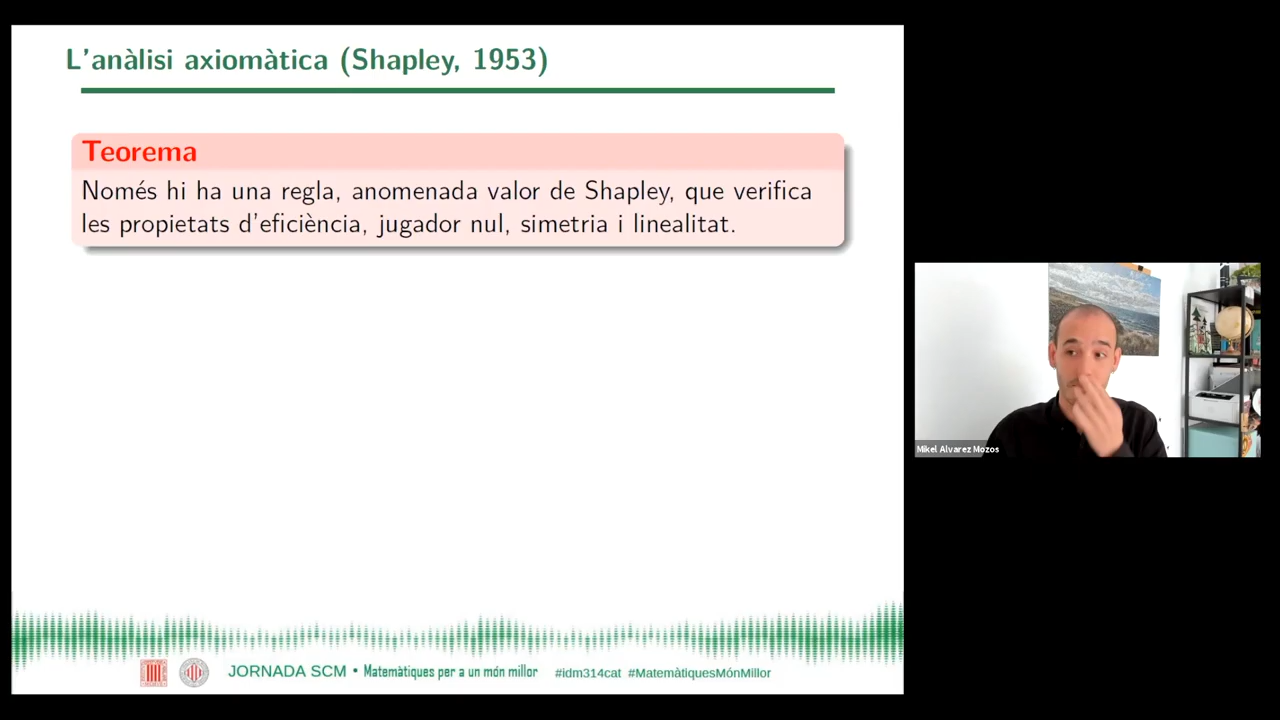 L'anàlisi axiomàtica (Shapley, 1953)
Teorema
Només hi ha una regla, anomenada valor de Shapley, que verifica
les propietats d'eficiència, jugador nul, simetria i linealitat.
Mikel Alvarez Mozos
JORNADA SCM • Matemàtiques per a un món millor #idm314cat #MatemàtiquesMónMillor